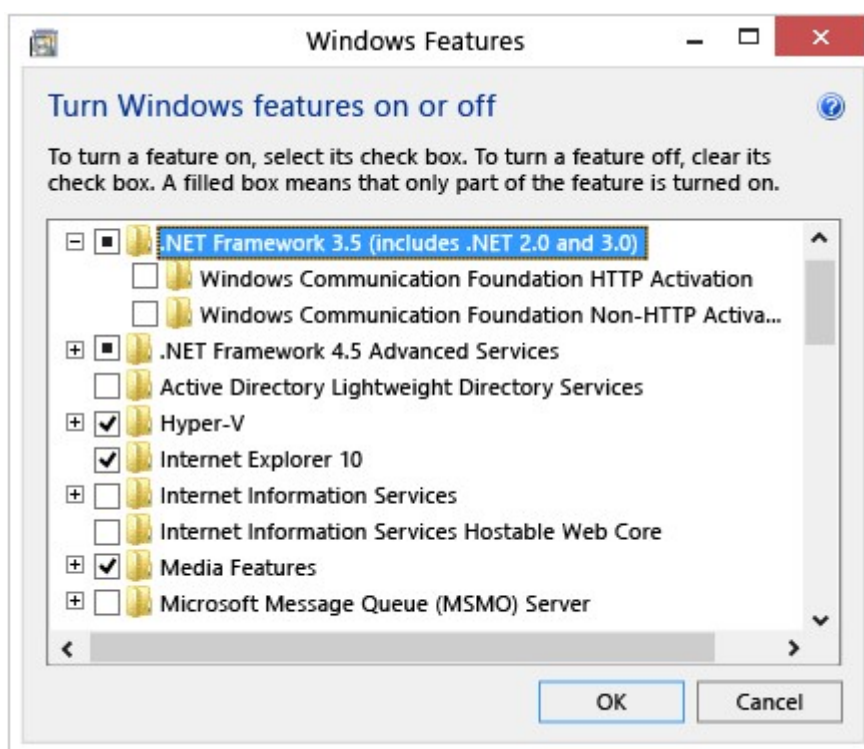 Windows Features
Turn Windows features on or off
To turn a feature on, select its check box. To turn a feature off, clear its
check box. A filled box means that only part of the feature is turned on.
.NET Framework 3.5 (includes .NET 2.0 and 3.0)
Windows Communication Foundation HTTP Activation
Windows Communication Foundation Non-HTTP Activa...
.NET Framework 4.5 Advanced Services
Active Directory Lightweight Directory Services
Hyper-V
Internet Explorer 10
Internet Information Services
Internet Information Services Hostable Web Core
Media Features
Microsoft Message Queue (MSMO) Server
OK
Cancel